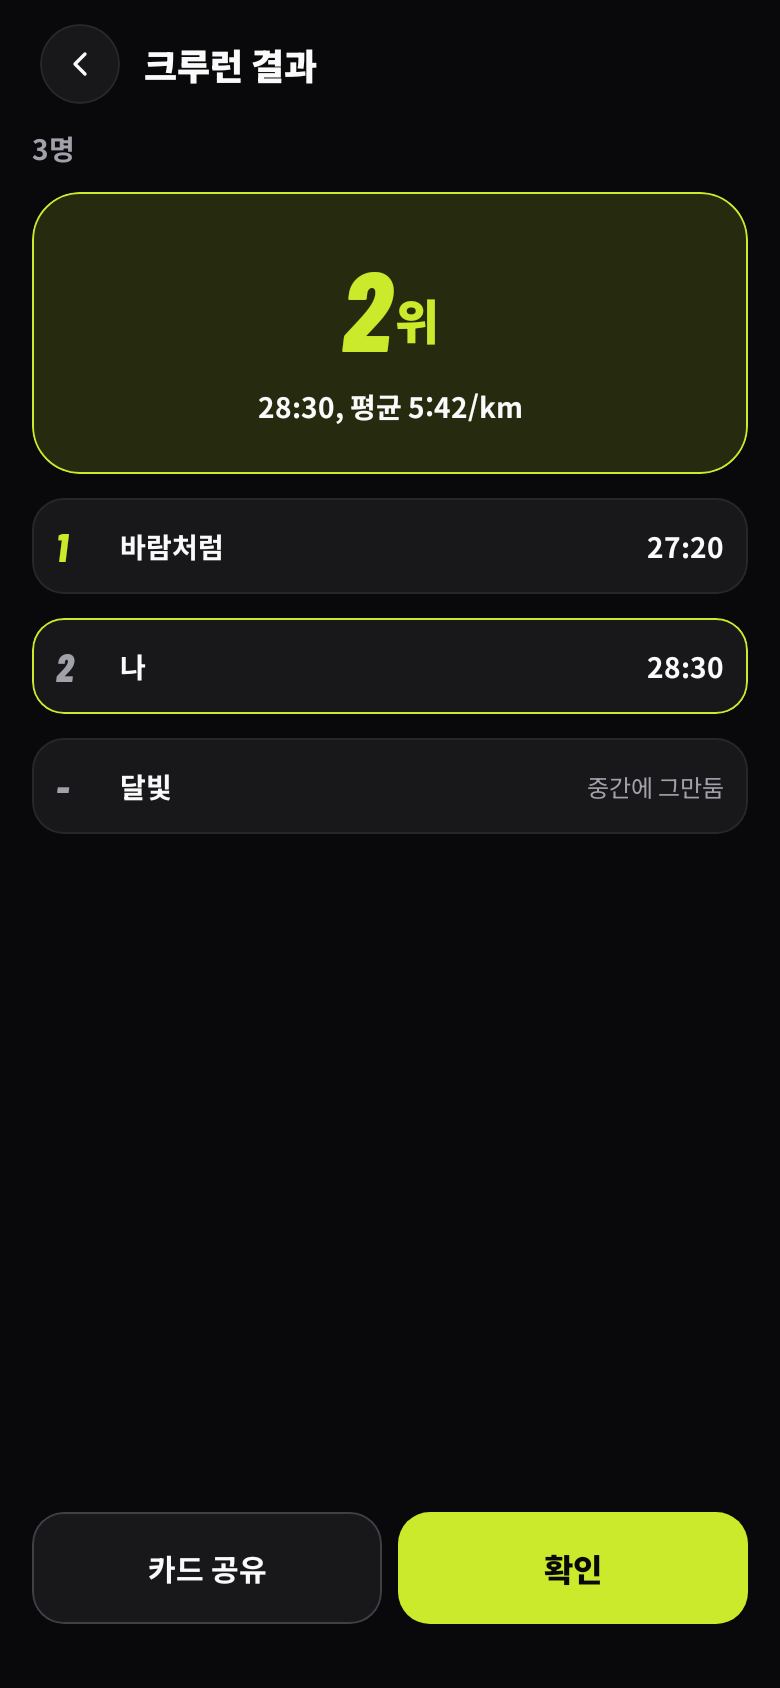 크루런 결과
3명
2위
28:30, 평균 5:42/km
1 바람처럼 27:20
2 나 28:30
- 달빛 중간에 그만둠
카드 공유 확인